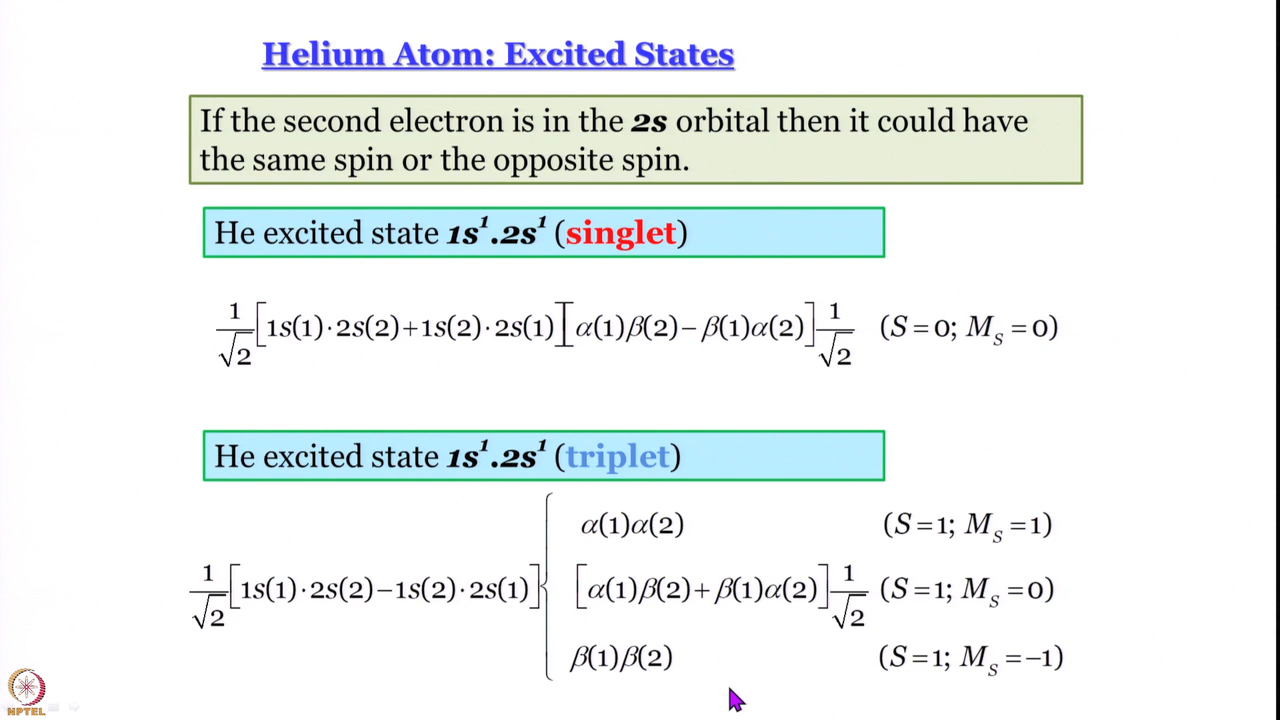 Helium Atom: Excited States
If the second electron is in the 2s orbital then it could have
the same spin or the opposite spin.
He excited state 1s¹.2s¹ (singlet)
1/√2 [1s(1)·2s(2)+1s(2)·2s(1)][α(1)β(2)−β(1)α(2)] 1/√2 (S=0; M_S=0)
He excited state 1s¹.2s¹ (triplet)
α(1)α(2) (S=1; M_S=1)
1/√2 [1s(1)·2s(2)−1s(2)·2s(1)] { [α(1)β(2)+β(1)α(2)] 1/√2 (S=1; M_S=0)
β(1)β(2) (S=1; M_S=−1)
NPTEL